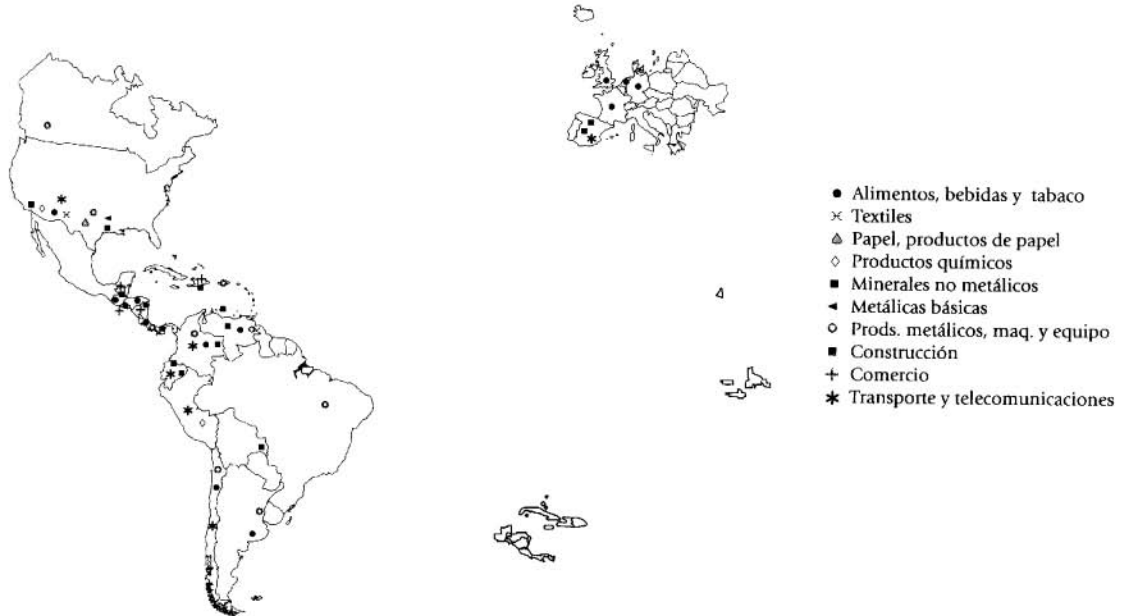 Alimentos, bebidas y tabaco
Textiles
Papel, productos de papel
Productos químicos
Minerales no metálicos
Metálicas básicas
Prods. metálicos, maq. y equipo
Construcción
Comercio
Transporte y telecomunicaciones